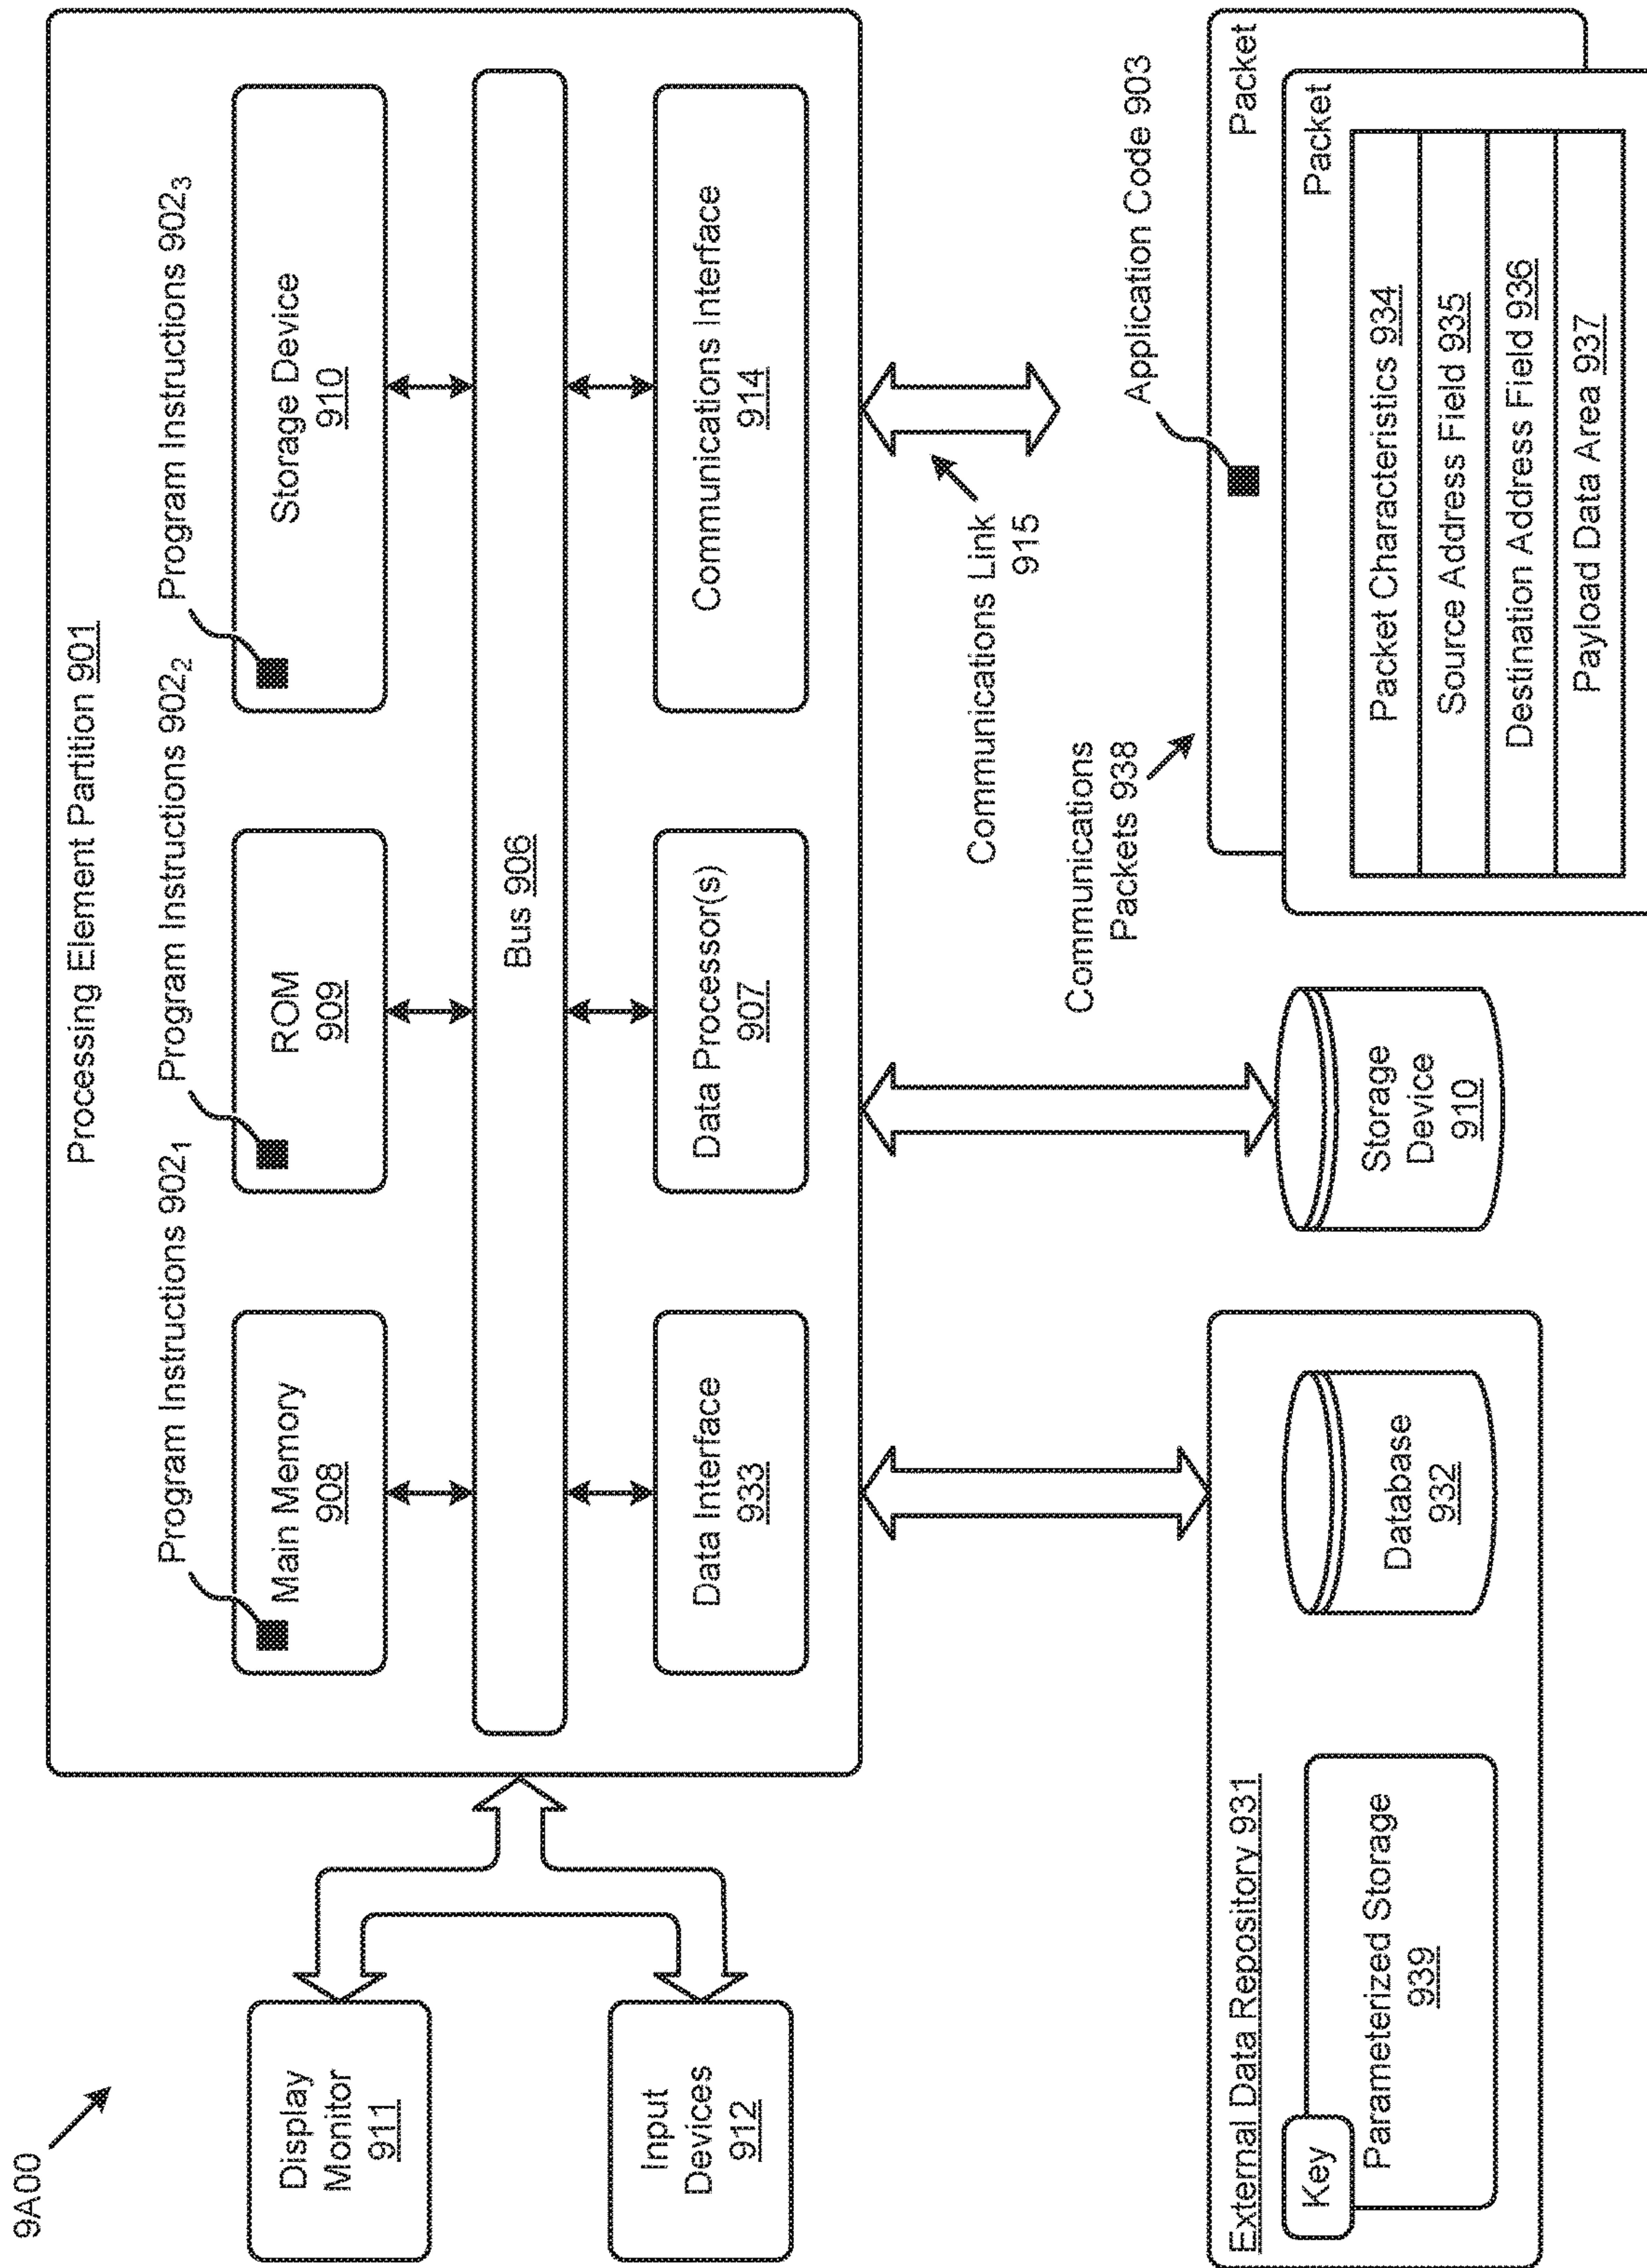 9A00
Processing Element Partition 901
Program Instructions 902₁
Program Instructions 902₂
Program Instructions 902₃
Main Memory
908
ROM
909
Storage Device
910
Bus 906
Data Interface
933
Data Processor(s)
907
Communications Interface
914
Display
Monitor
911
Input
Devices
912
Communications Link
915
External Data Repository 931
Key
Parameterized Storage
939
Database
932
Storage
Device
910
Communications
Packets 938
Application Code 903
Packet
Packet
Packet Characteristics 934
Source Address Field 935
Destination Address Field 936
Payload Data Area 937